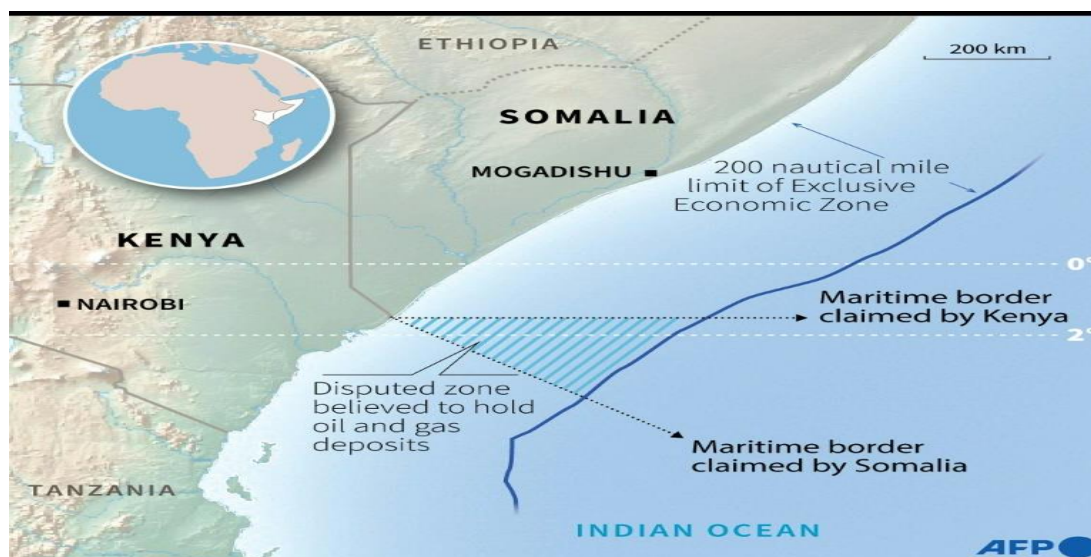 ETHIOPIA
200 km
SOMALIA
MOGADISHU
200 nautical mile
limit of Exclusive
Economic Zone
KENYA
0°
NAIROBI
Maritime border
claimed by Kenya
2°
Disputed zone
believed to hold
oil and gas
deposits
Maritime border
claimed by Somalia
TANZANIA
INDIAN OCEAN
AFP